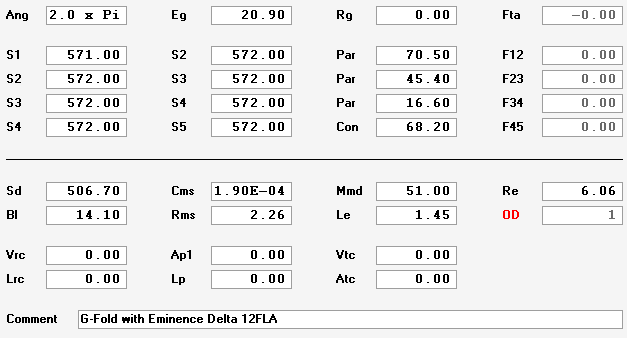 Ang 2.0 x Pi Eg 20.90 Rg 0.00 Fta -0.00
S1 571.00 S2 572.00 Par 70.50 F12 0.00
S2 572.00 S3 572.00 Par 45.40 F23 0.00
S3 572.00 S4 572.00 Par 16.60 F34 0.00
S4 572.00 S5 572.00 Con 68.20 F45 0.00
Sd 506.70 Cms 1.90E-04 Mmd 51.00 Re 6.06
Bl 14.10 Rms 2.26 Le 1.45 OD 1
Vrc 0.00 Ap1 0.00 Vtc 0.00
Lrc 0.00 Lp 0.00 Atc 0.00
Comment G-Fold with Eminence Delta 12FLA